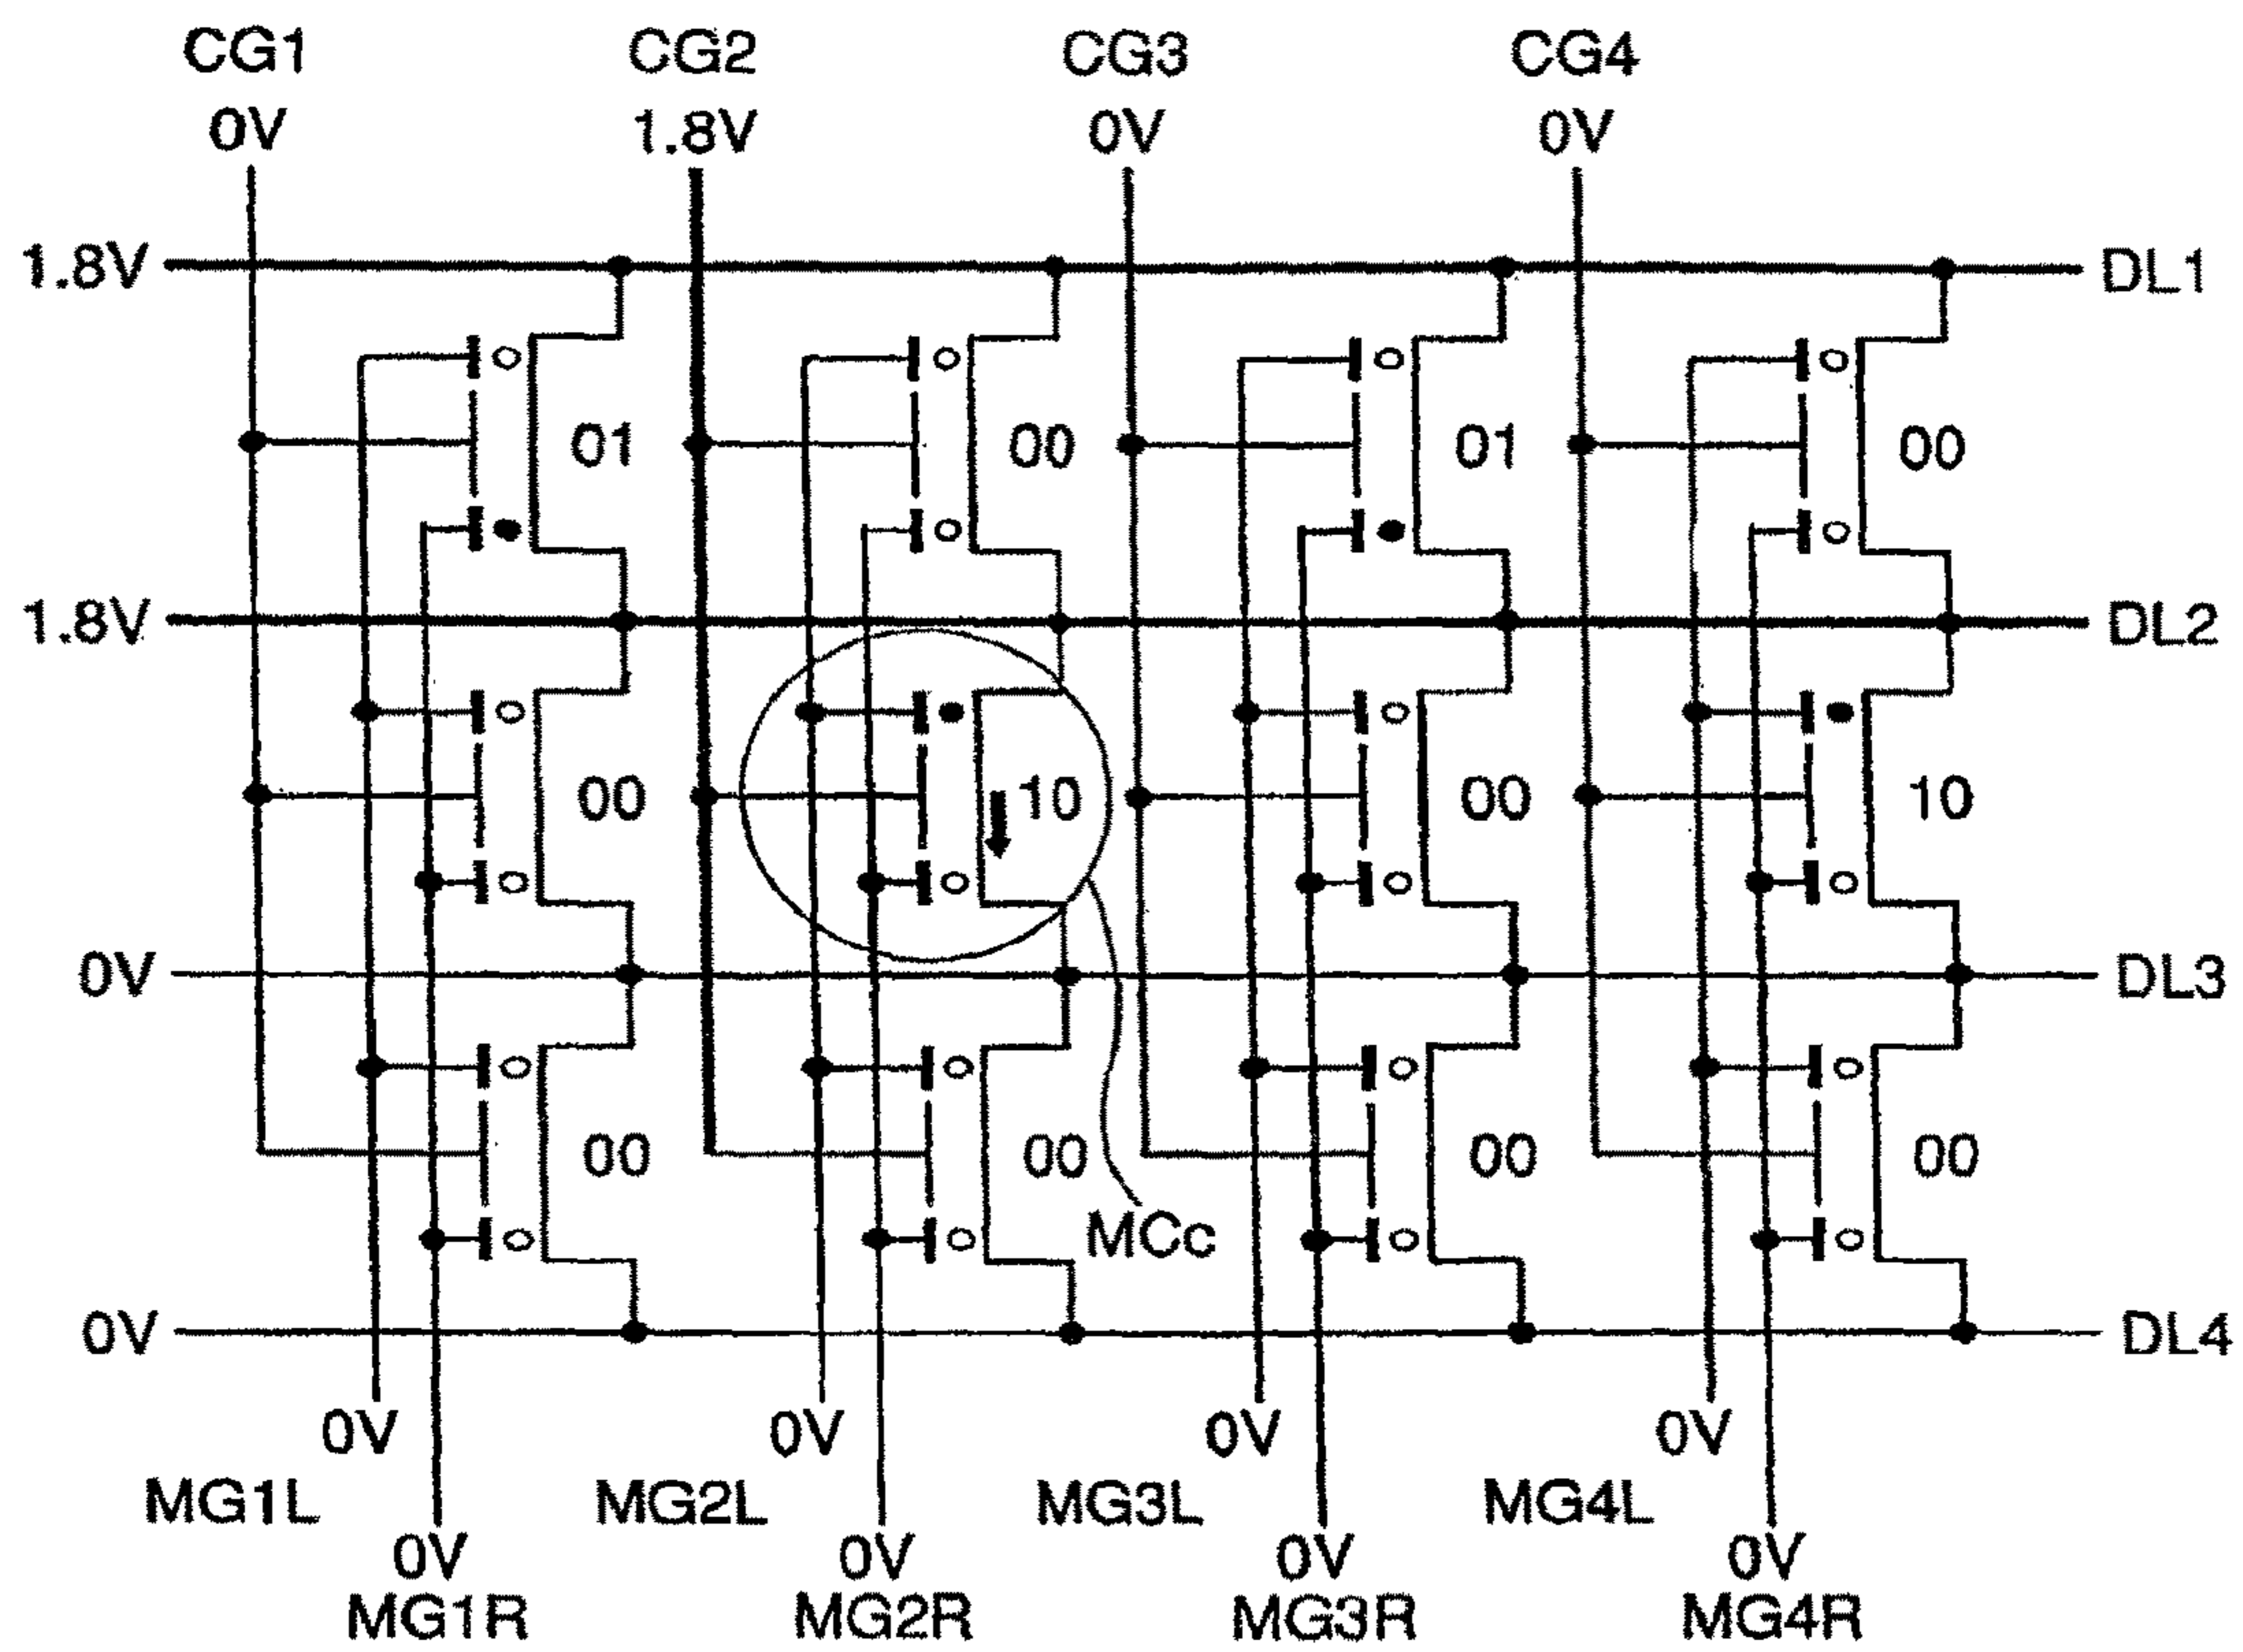 CG1 CG2 CG3 CG4
0V 1.8V 0V 0V
1.8V DL1
01 00 01 00
1.8V DL2
00 10 00 10
0V DL3
00 00 00 00
MCc
0V DL4
0V 0V 0V 0V
MG1L MG2L MG3L MG4L
0V 0V 0V 0V
MG1R MG2R MG3R MG4R